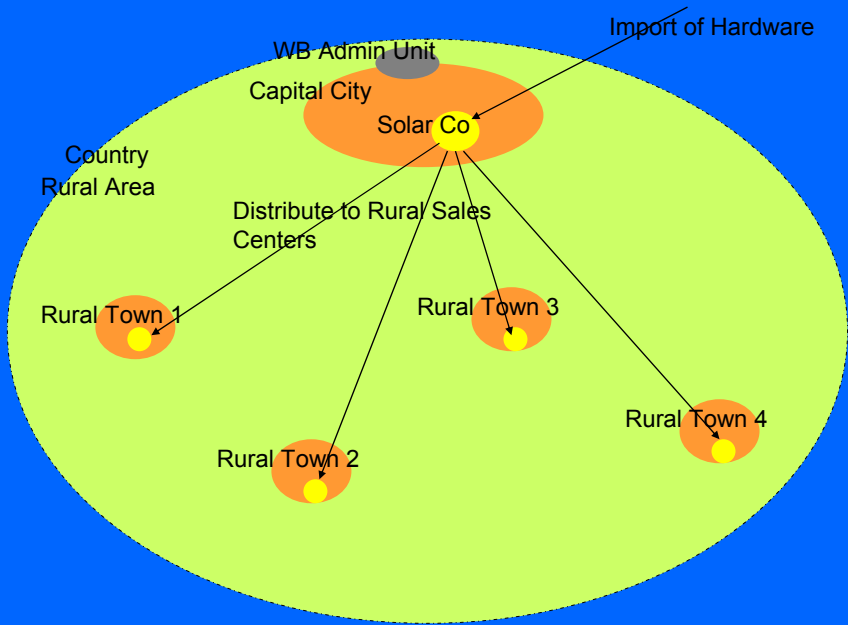 Import of Hardware
WB Admin Unit
Capital City
Solar Co
Country
Rural Area
Distribute to Rural Sales
Centers
Rural Town 1
Rural Town 3
Rural Town 4
Rural Town 2